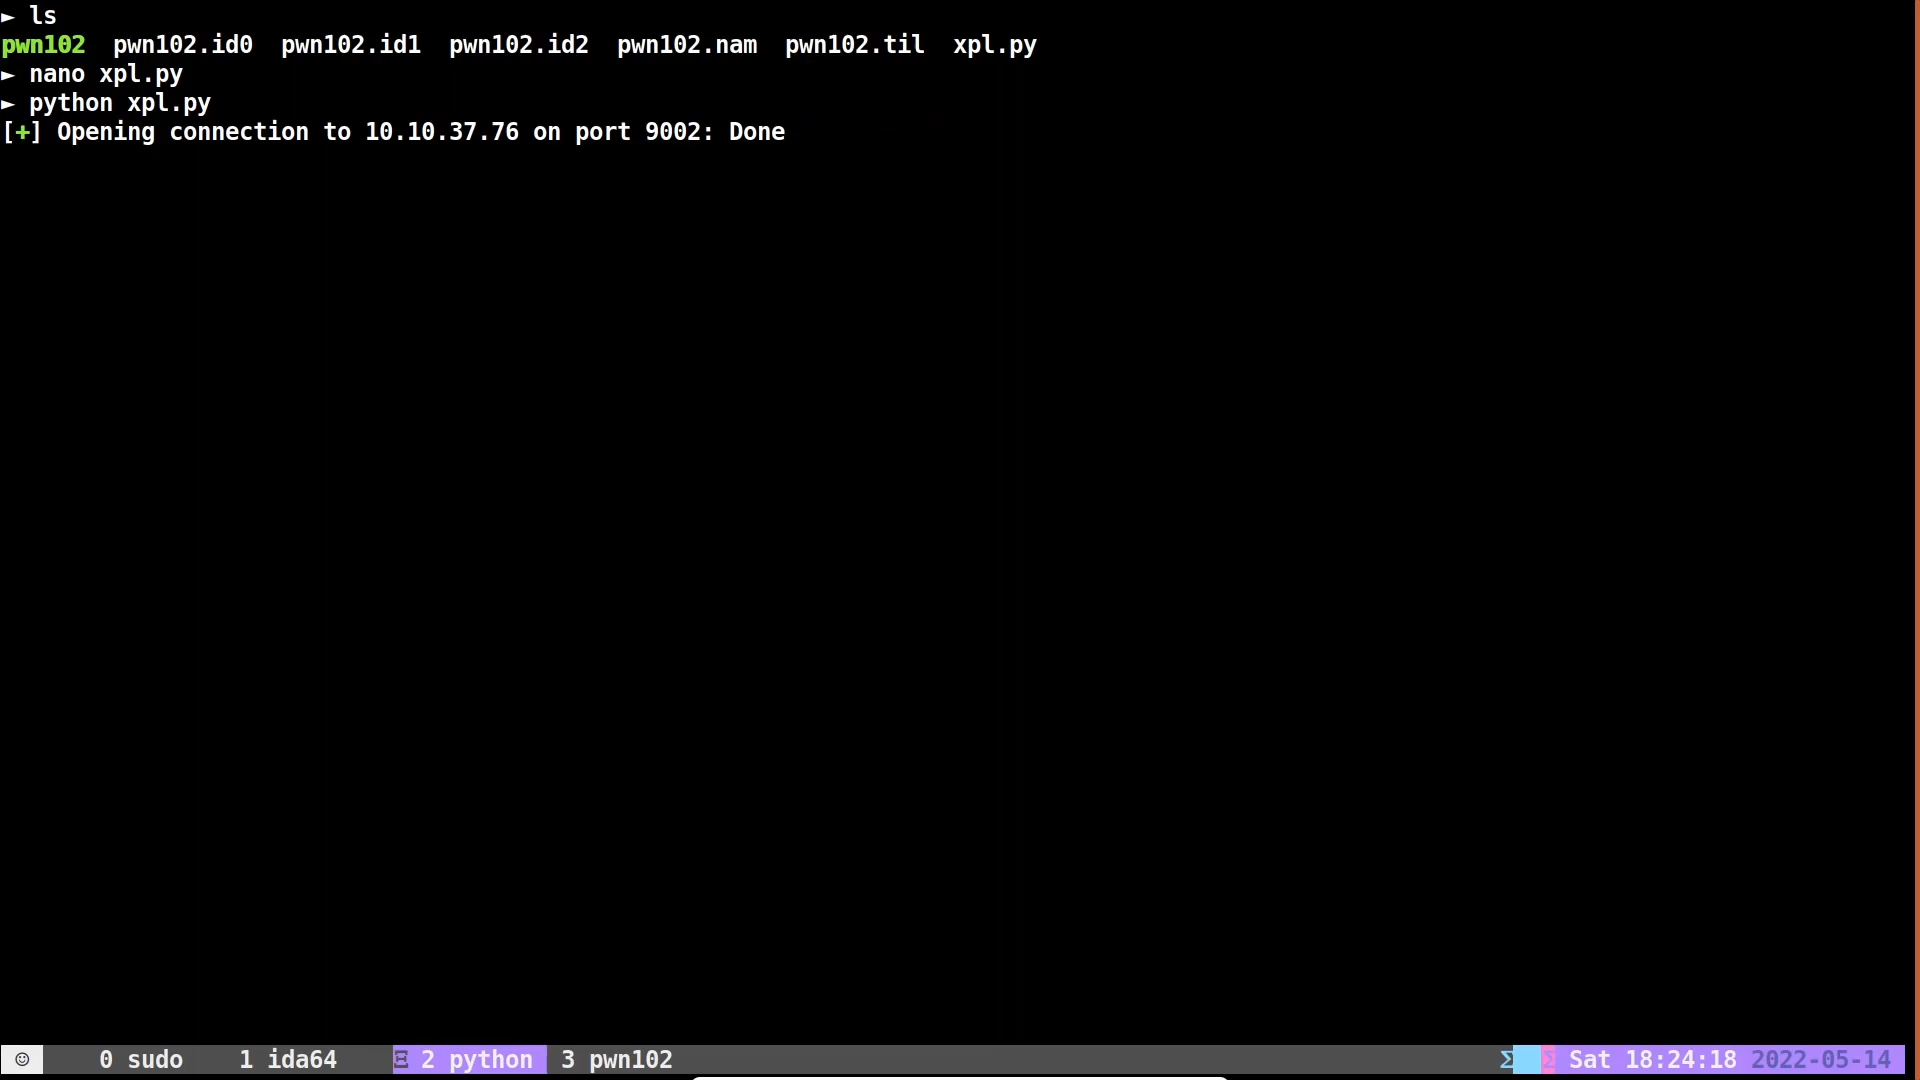 ► ls
pwn102  pwn102.id0  pwn102.id1  pwn102.id2  pwn102.nam  pwn102.til  xpl.py
► nano xpl.py
► python xpl.py
[+] Opening connection to 10.10.37.76 on port 9002: Done
☺ 0 sudo 1 ida64 Ξ 2 python 3 pwn102 Σ Σ Sat 18:24:18 2022-05-14